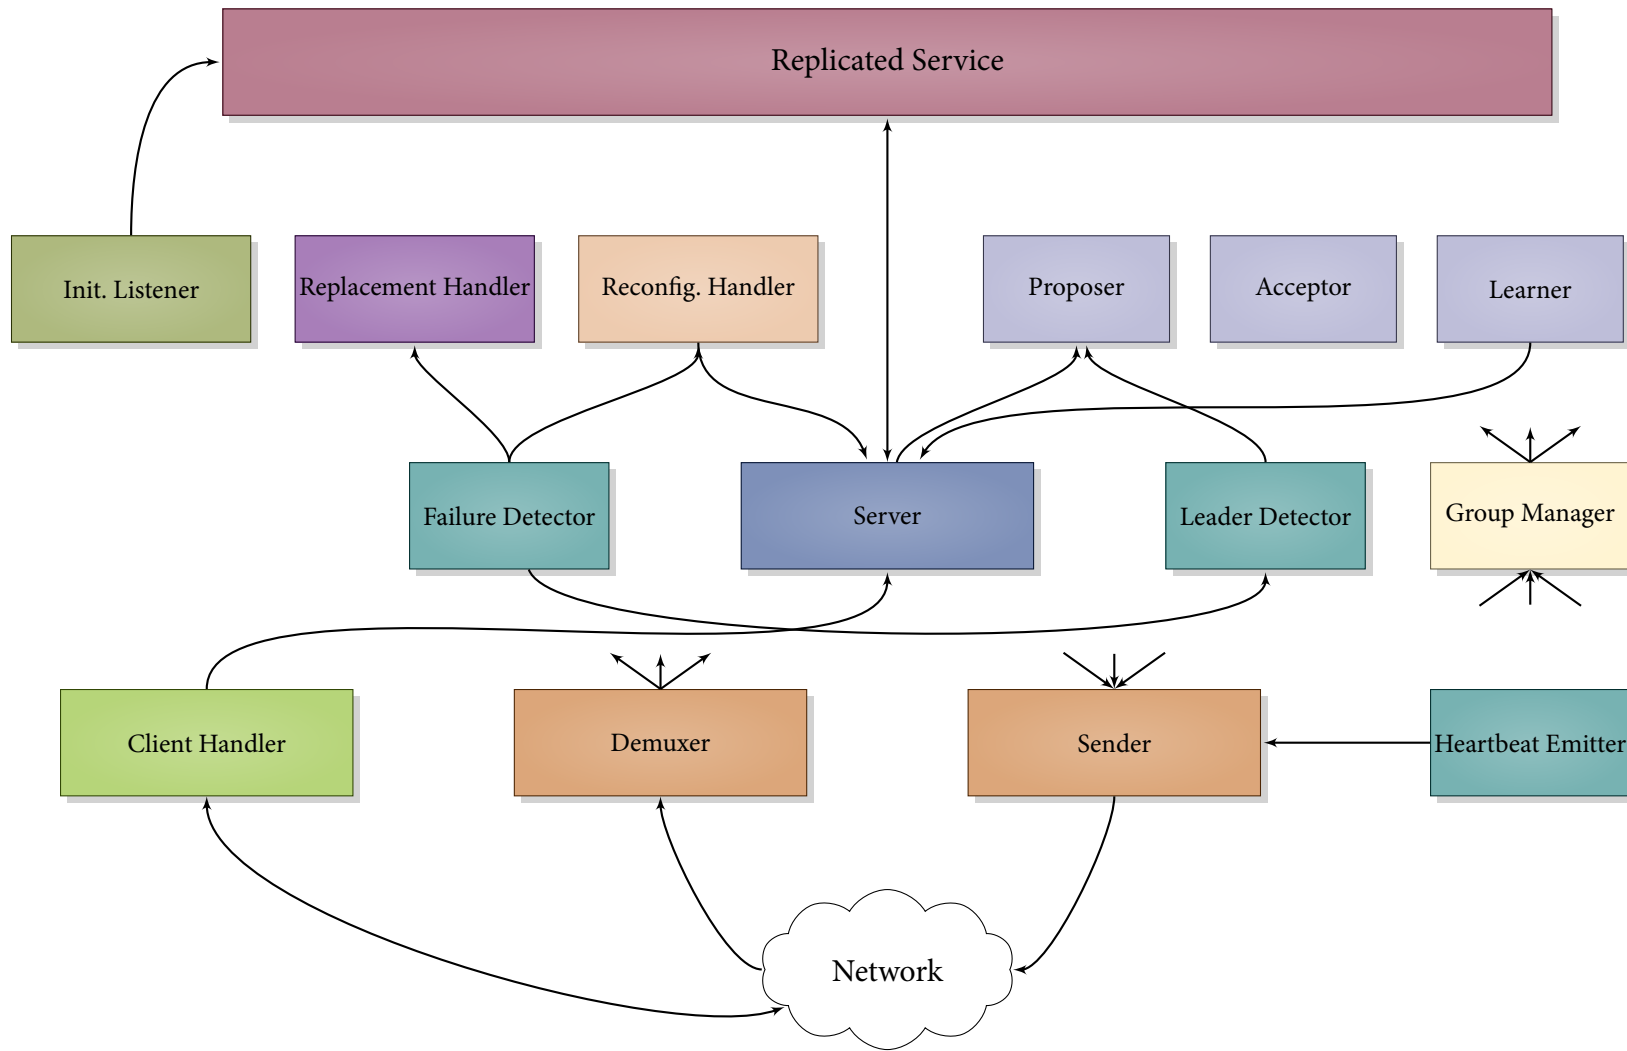 Replicated Service
Init. Listener
Replacement Handler
Reconfig. Handler
Proposer
Acceptor
Learner
Failure Detector
Server
Leader Detector
Group Manager
Client Handler
Demuxer
Sender
Heartbeat Emitter
Network